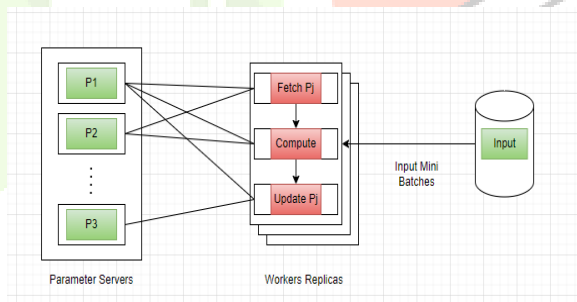 P1
P2
P3
Parameter Servers
Fetch Pj
Compute
Update Pj
Workers Replicas
Input Mini
Batches
Input